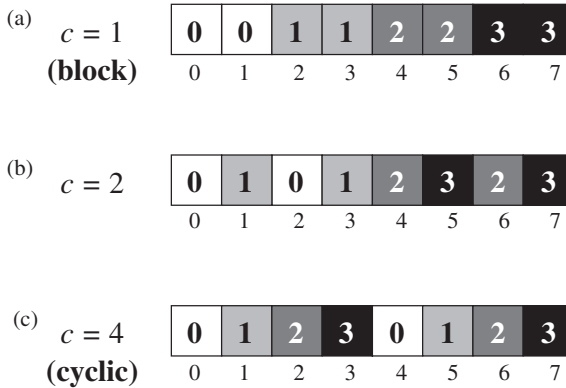 (a) c = 1 0 0 1 1 2 2 3 3
(block) 0 1 2 3 4 5 6 7
(b) c = 2 0 1 0 1 2 3 2 3
0 1 2 3 4 5 6 7
(c) c = 4 0 1 2 3 0 1 2 3
(cyclic) 0 1 2 3 4 5 6 7